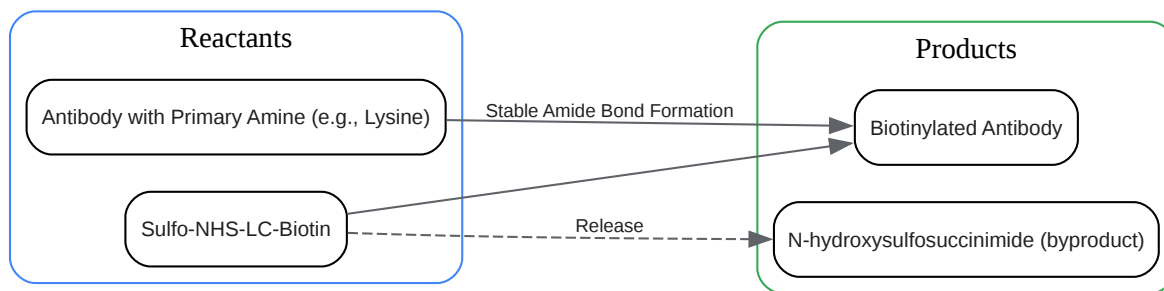 Reactants
Products
Antibody with Primary Amine (e.g., Lysine)
Stable Amide Bond Formation
Biotinylated Antibody
Sulfo-NHS-LC-Biotin
Release
N-hydroxysulfosuccinimide (byproduct)